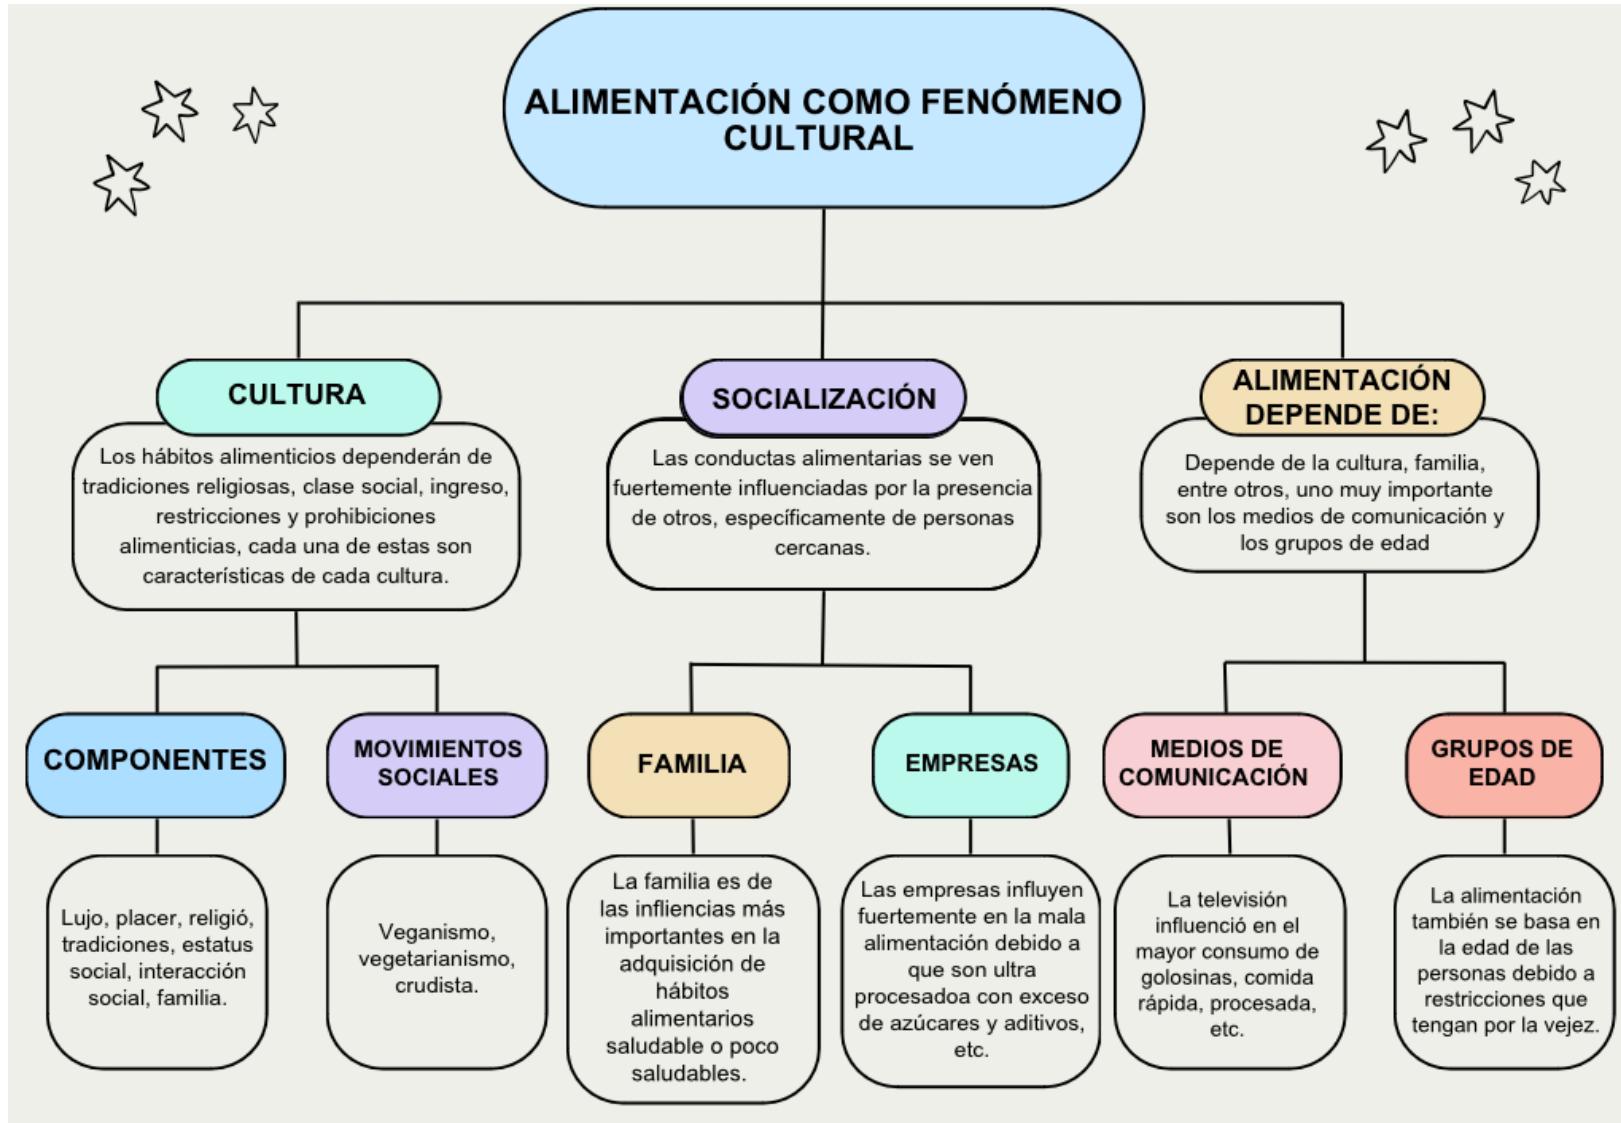 ALIMENTACIÓN COMO FENÓMENO
CULTURAL
CULTURA
Los hábitos alimenticios dependerán de
tradiciones religiosas, clase social, ingreso,
restricciones y prohibiciones
alimenticias, cada una de estas son
características de cada cultura.
SOCIALIZACIÓN
Las conductas alimentarias se ven
fuertemente influenciadas por la presencia
de otros, específicamente de personas
cercanas.
ALIMENTACIÓN
DEPENDE DE:
Depende de la cultura, familia,
entre otros, uno muy importante
son los medios de comunicación y
los grupos de edad
COMPONENTES
Lujo, placer, religió,
tradiciones, estatus
social, interacción
social, familia.
MOVIMIENTOS
SOCIALES
Veganismo,
vegetarianismo,
crudista.
FAMILIA
La familia es de
las infliencias más
importantes en la
adquisición de
hábitos
alimentarios
saludable o poco
saludables.
EMPRESAS
Las empresas influyen
fuertemente en la mala
alimentación debido a
que son ultra
procesadoa con exceso
de azúcares y aditivos,
etc.
MEDIOS DE
COMUNICACIÓN
La televisión
influenció en el
mayor consumo de
golosinas, comida
rápida, procesada,
etc.
GRUPOS DE
EDAD
La alimentación
también se basa en
la edad de las
personas debido a
restricciones que
tengan por la vejez.